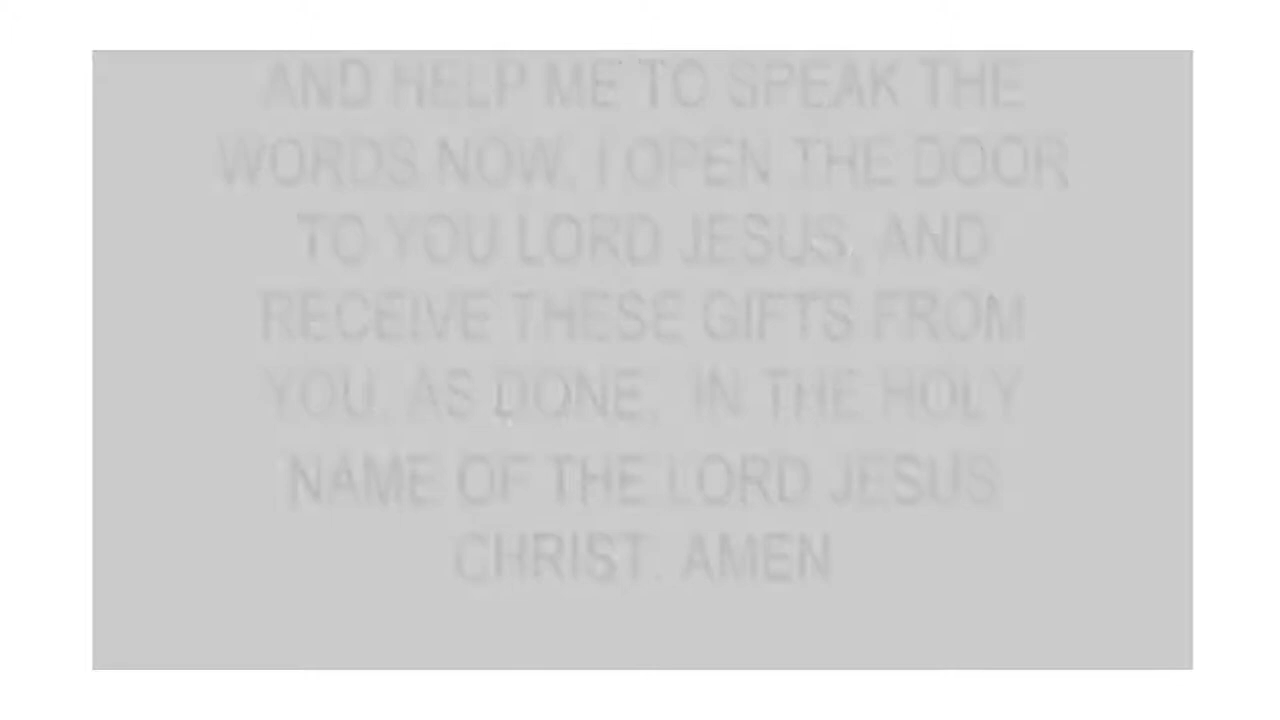 AND HELP ME TO SPEAK THE
WORDS NOW, I OPEN THE DOOR
TO YOU LORD JESUS, AND
RECEIVE THESE GIFTS FROM
YOU, AS DONE, IN THE HOLY
NAME OF THE LORD JESUS
CHRIST. AMEN